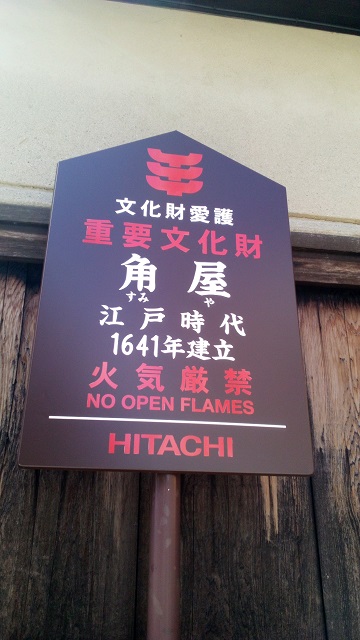 文化財愛護
重要文化財
角屋
すみや
江戸時代
1641年建立
火気厳禁
NO OPEN FLAMES
HITACHI